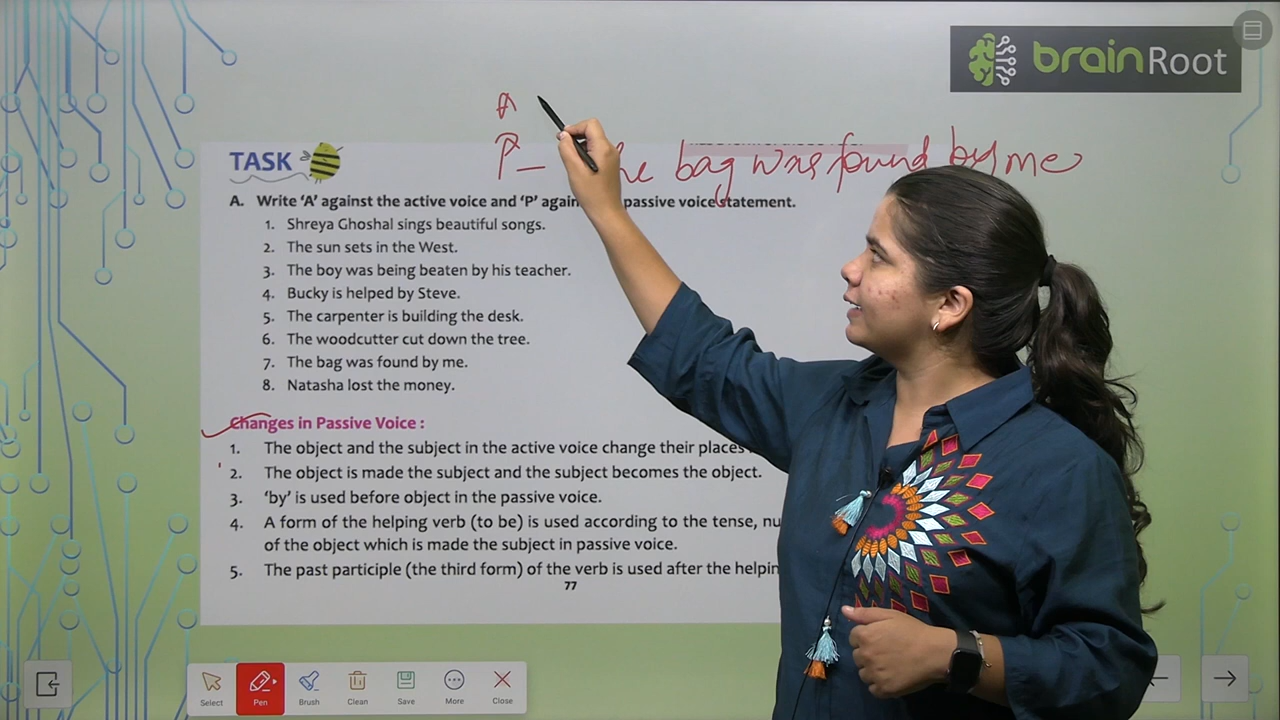 brainRoot
A
P - The bag was found by me
TASK
A. Write ‘A’ against the active voice and ‘P’ again passive voice statement.
1. Shreya Ghoshal sings beautiful songs.
2. The sun sets in the West.
3. The boy was being beaten by his teacher.
4. Bucky is helped by Steve.
5. The carpenter is building the desk.
6. The woodcutter cut down the tree.
7. The bag was found by me.
8. Natasha lost the money.
Changes in Passive Voice :
1. The object and the subject in the active voice change their places
2. The object is made the subject and the subject becomes the object.
3. ‘by’ is used before object in the passive voice.
4. A form of the helping verb (to be) is used according to the tense, nu
of the object which is made the subject in passive voice.
5. The past participle (the third form) of the verb is used after the helpin
77
Select Pen Brush Clean Save More Close